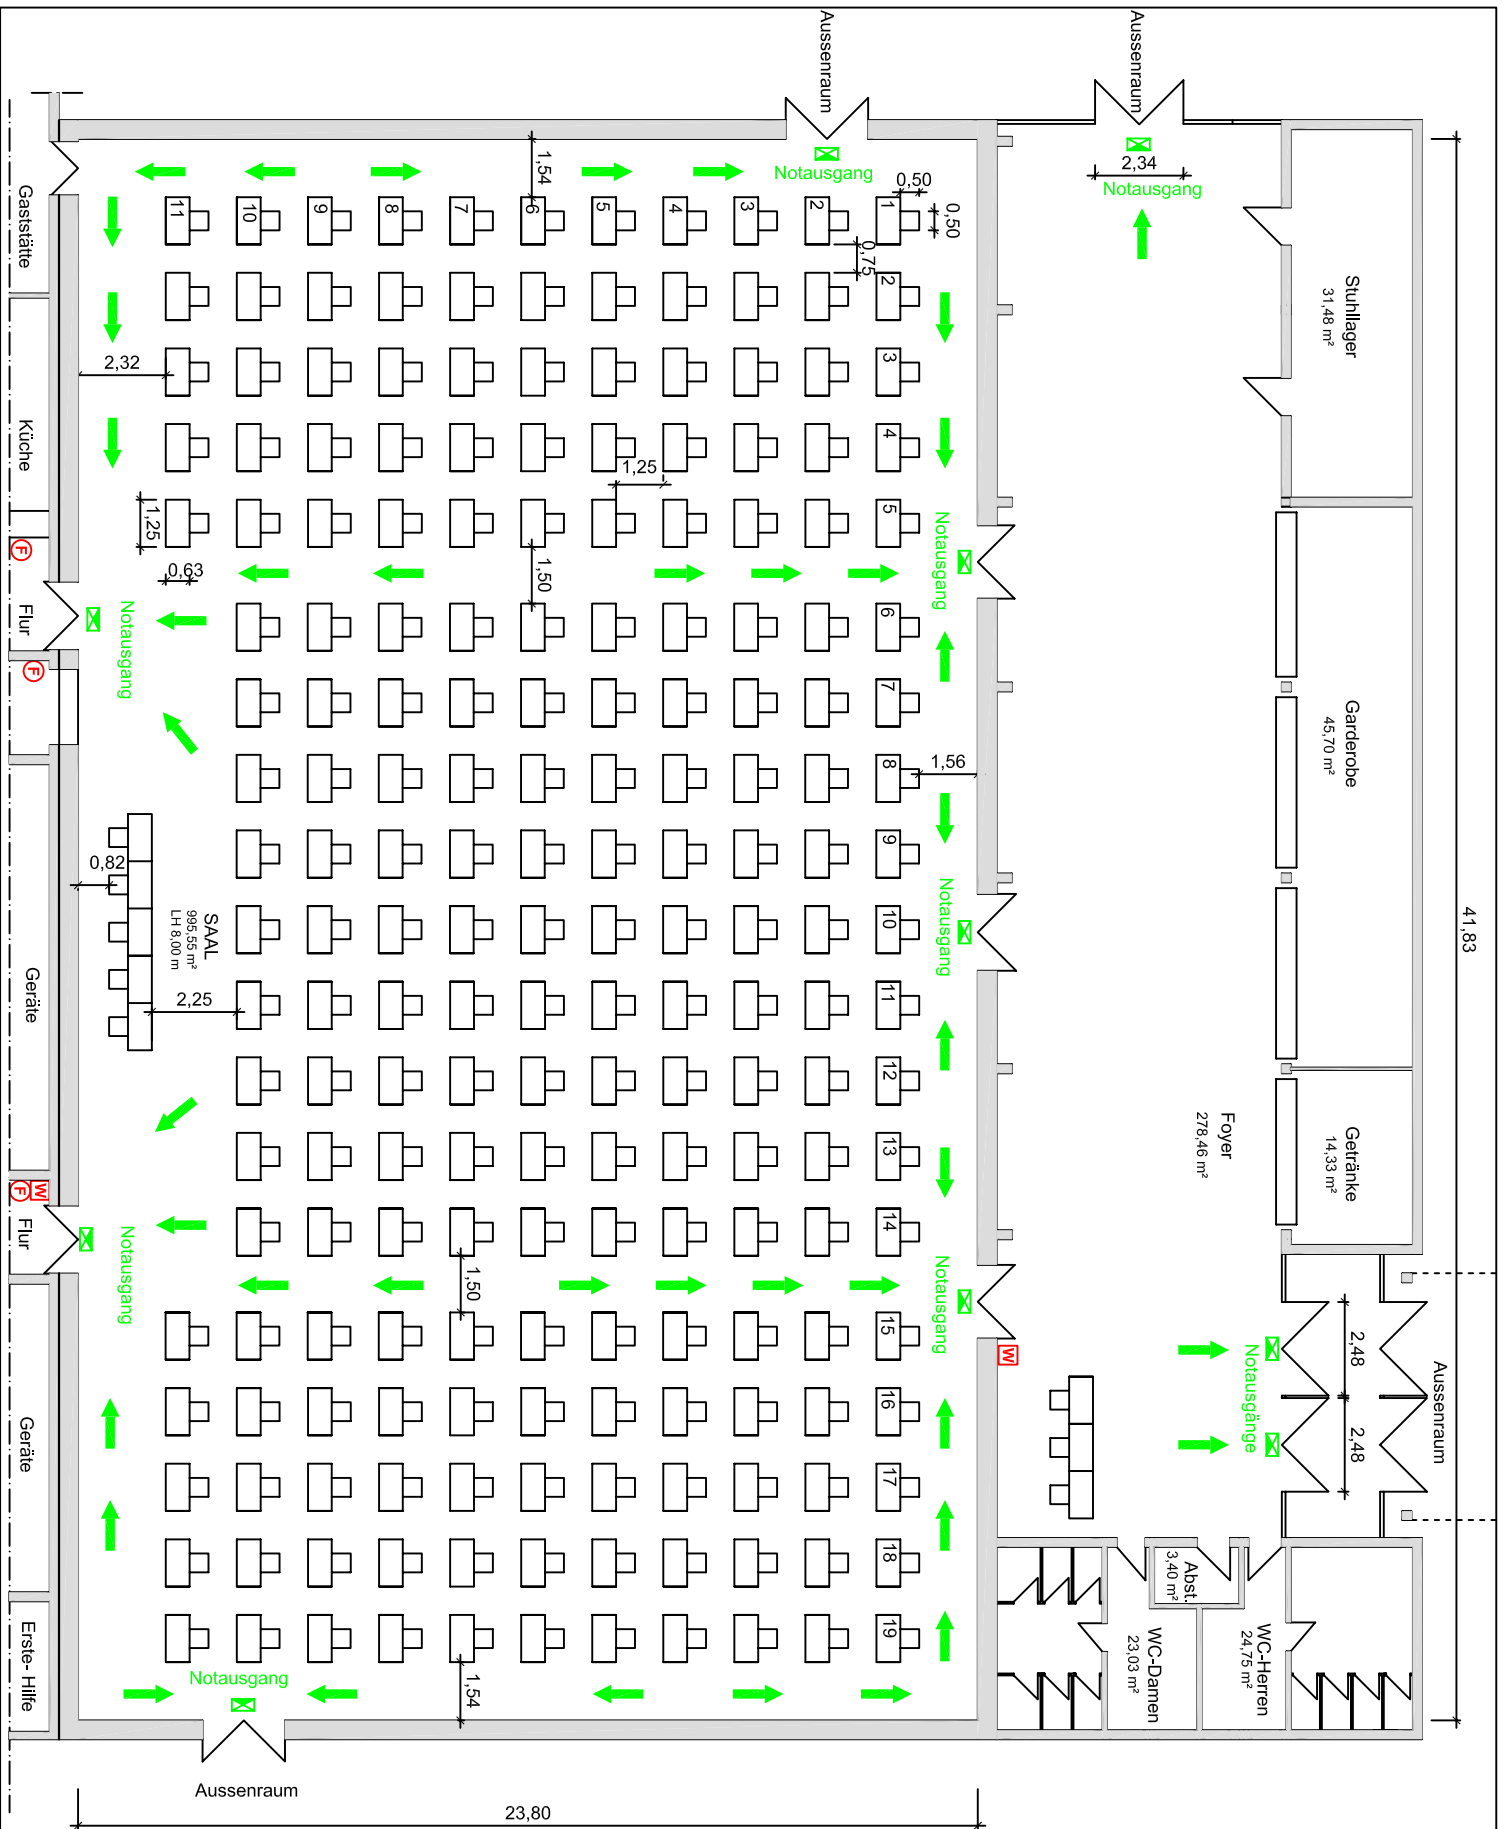 Aussenraum
Aussenraum
1,54
Notausgang
0,50
0,50
0,75
2,34
Notausgang
Stuhllager
31,48 m²
Gaststätte
11
10
9
8
7
6
5
4
3
2
1
2
3
4
5
2,32
Küche
1,25
1,25
0,63
1,50
Notausgang
F
Flur
F
Notausgang
6
7
8
9
10
11
12
13
14
1,56
Garderobe
45,70 m²
41,83
0,82
SAAL
995,55 m²
LH 8,00 m
2,25
Notausgang
Geräte
Foyer
278,46 m²
Getränke
14,33 m²
W
F
Flur
Notausgang
1,50
Notausgang
W
15
16
17
18
19
2,48
2,48
Notausgänge
Aussenraum
Geräte
Erste- Hilfe
Abst.
3,40 m²
WC-Damen
23,03 m²
WC-Herren
24,75 m²
Notausgang
1,54
Aussenraum
23,80